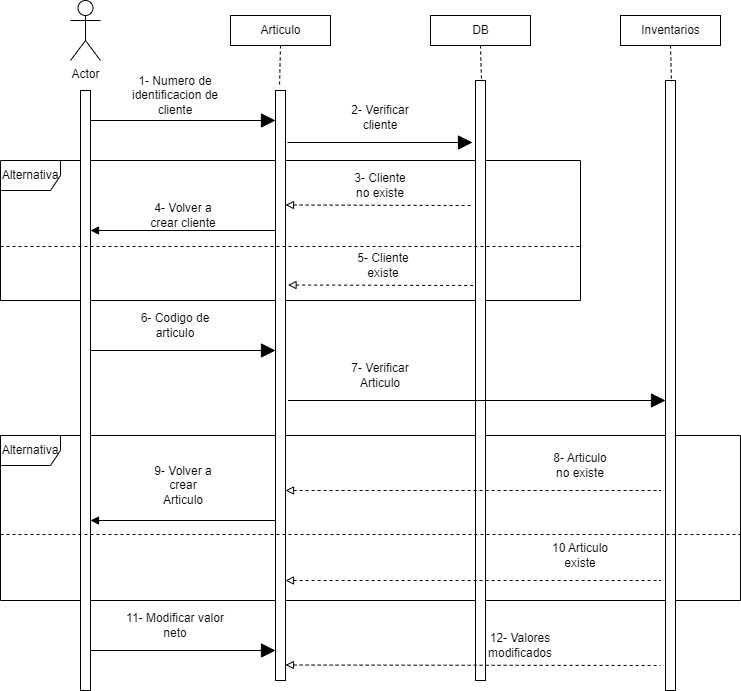 Articulo
DB
Inventarios
Actor
1- Numero de
identificacion de
cliente
2- Verificar
cliente
Alternativa
3- Cliente
no existe
4- Volver a
crear cliente
5- Cliente
existe
6- Codigo de
articulo
7- Verificar
Articulo
Alternativa
8- Articulo
no existe
9- Volver a
crear
Articulo
10 Articulo
existe
11- Modificar valor
neto
12- Valores
modificados